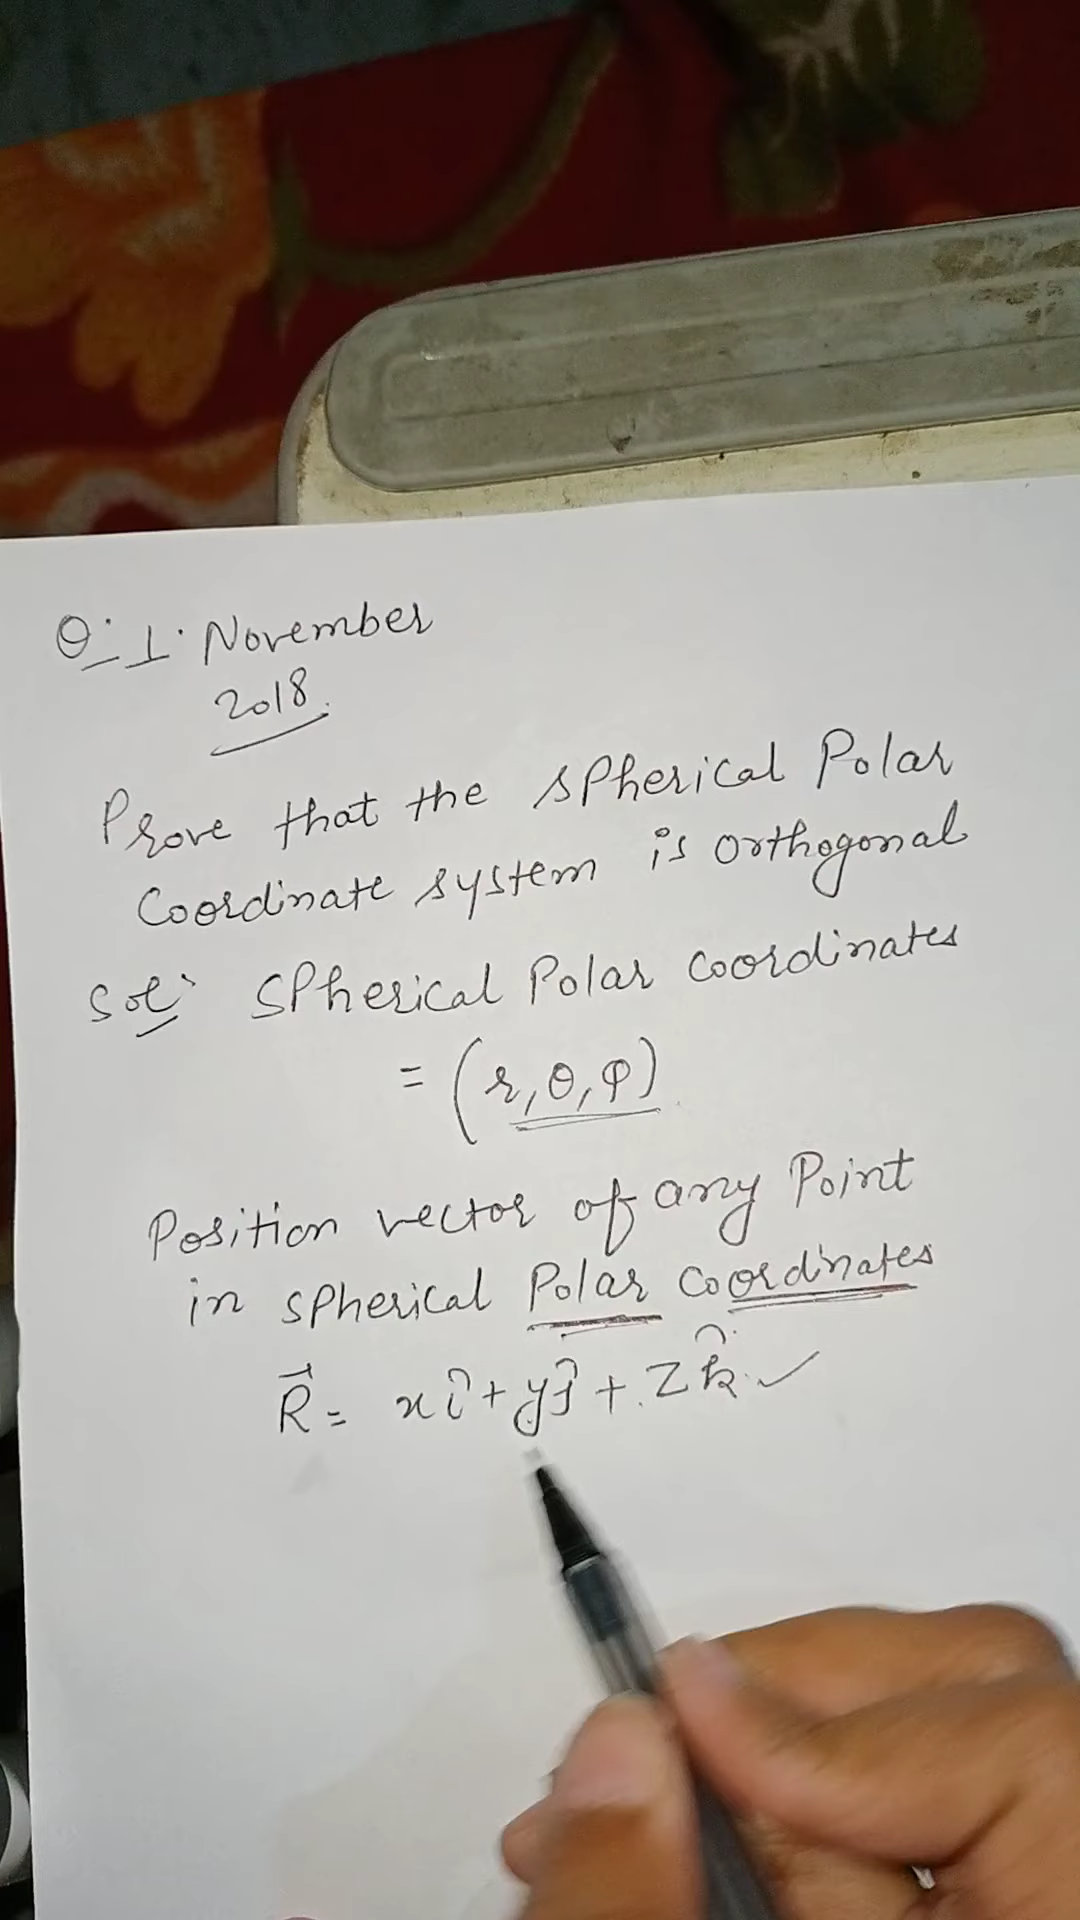 Q. 1. November
2018.
Prove that the spherical Polar
Coordinate system is orthogonal
Sol. Spherical Polar coordinates
= (r, θ, φ)
Position vector of any Point
in spherical Polar coordinates
R⃗ = xî + yĵ + zk̂ ✓